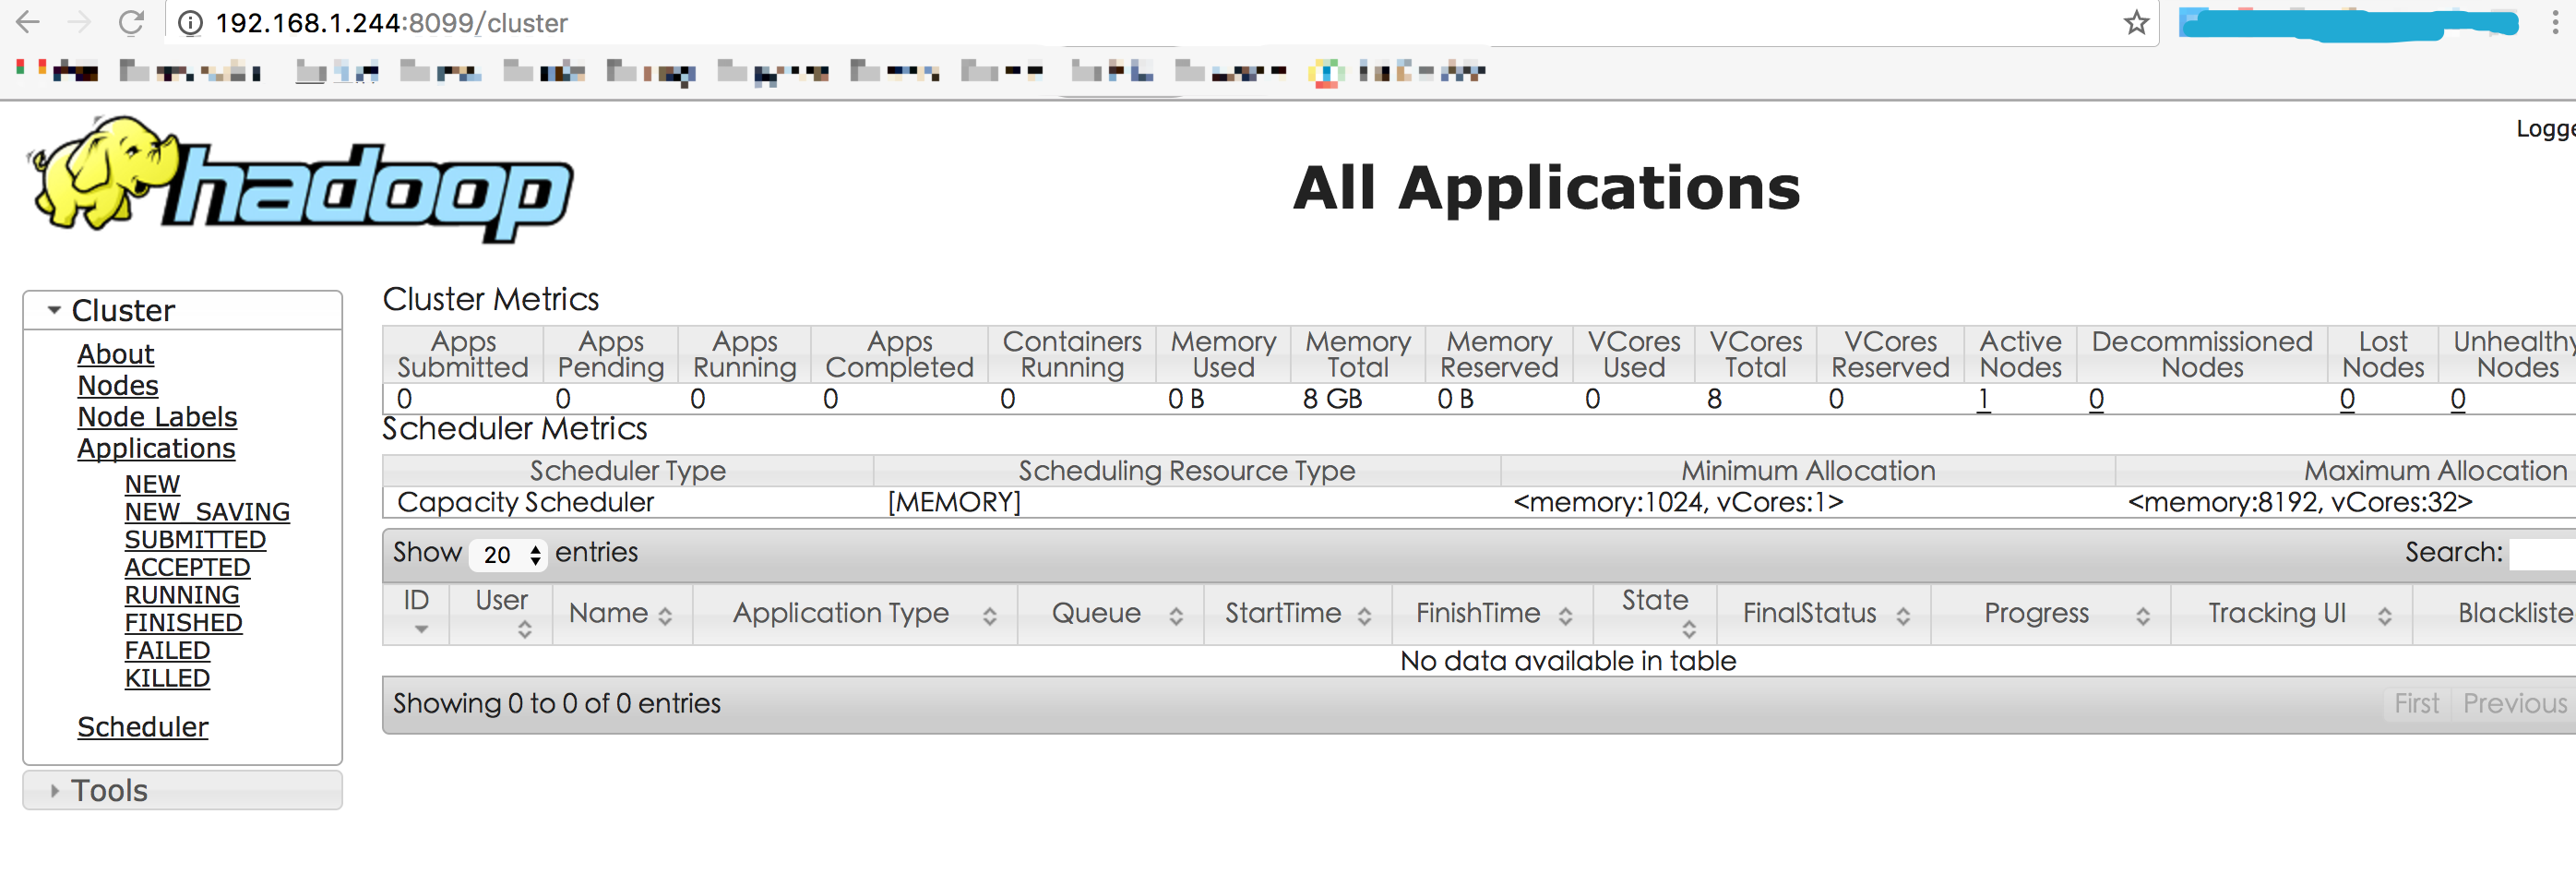 192.168.1.244:8099/cluster
hadoop
Logge
All Applications
Cluster
About
Nodes
Node Labels
Applications
NEW
NEW_SAVING
SUBMITTED
ACCEPTED
RUNNING
FINISHED
FAILED
KILLED
Scheduler
Tools
Cluster Metrics
Apps Submitted Apps Pending Apps Running Apps Completed Containers Running Memory Used Memory Total Memory Reserved VCores Used VCores Total VCores Reserved Active Nodes Decommissioned Nodes Lost Nodes Unhealthy Nodes
0 0 0 0 0 0 B 8 GB 0 B 0 8 0 1 0 0 0
Scheduler Metrics
Scheduler Type Scheduling Resource Type Minimum Allocation Maximum Allocation
Capacity Scheduler [MEMORY] <memory:1024, vCores:1> <memory:8192, vCores:32>
Show 20 entries Search:
ID User Name Application Type Queue StartTime FinishTime State FinalStatus Progress Tracking UI Blackliste
No data available in table
Showing 0 to 0 of 0 entries First Previous